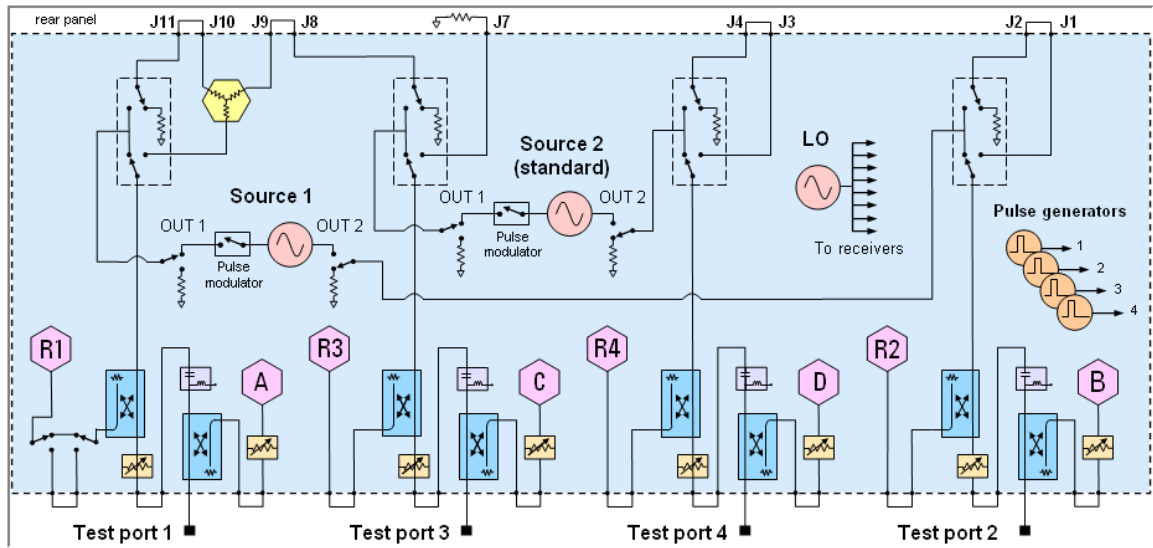 rear panel J11 J10 J9 J8 J7 J4 J3 J2 J1
Source 1
OUT 1
OUT 2
Pulse
modulator
Source 2
(standard)
OUT 1
OUT 2
Pulse
modulator
LO
To receivers
Pulse generators
1
2
3
4
R1
A
R3
C
R4
D
R2
B
Test port 1
Test port 3
Test port 4
Test port 2